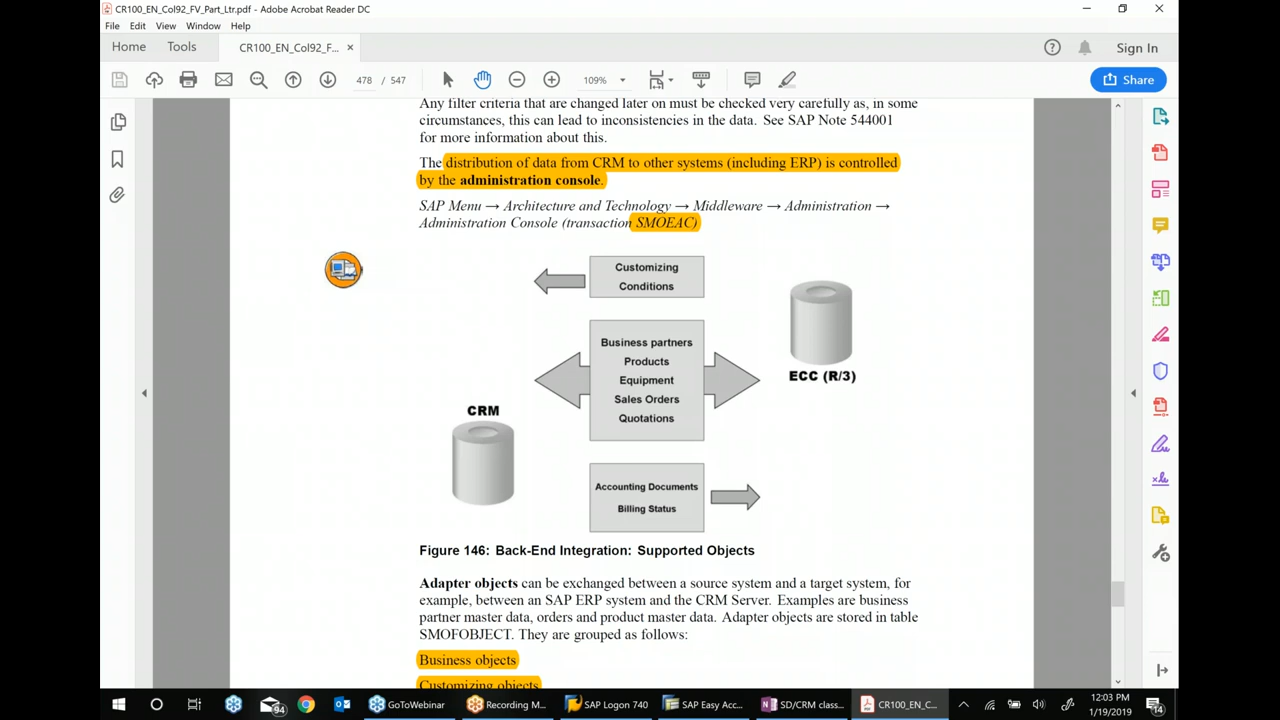 CR100_EN_Col92_FV_Part_Ltr.pdf - Adobe Acrobat Reader DC
File Edit View Window Help
Home Tools CR100_EN_Col92_F... × Sign In
478 / 547 109% Share
Any filter criteria that are changed later on must be checked very carefully as, in some
circumstances, this can lead to inconsistencies in the data. See SAP Note 544001
for more information about this.
The distribution of data from CRM to other systems (including ERP) is controlled
by the administration console.
SAP Menu → Architecture and Technology → Middleware → Administration →
Administration Console (transaction SMOEAC)
Customizing
Conditions
Business partners
Products
Equipment
Sales Orders
Quotations
ECC (R/3)
CRM
Accounting Documents
Billing Status
Figure 146: Back-End Integration: Supported Objects
Adapter objects can be exchanged between a source system and a target system, for
example, between an SAP ERP system and the CRM Server. Examples are business
partner master data, orders and product master data. Adapter objects are stored in table
SMOFOBJECT. They are grouped as follows:
Business objects
Customizing objects
94 GoToWebinar Recording M... SAP Logon 740 SAP Easy Acc... SD/CRM class... CR100_EN_C...
12:03 PM
1/19/2019
14